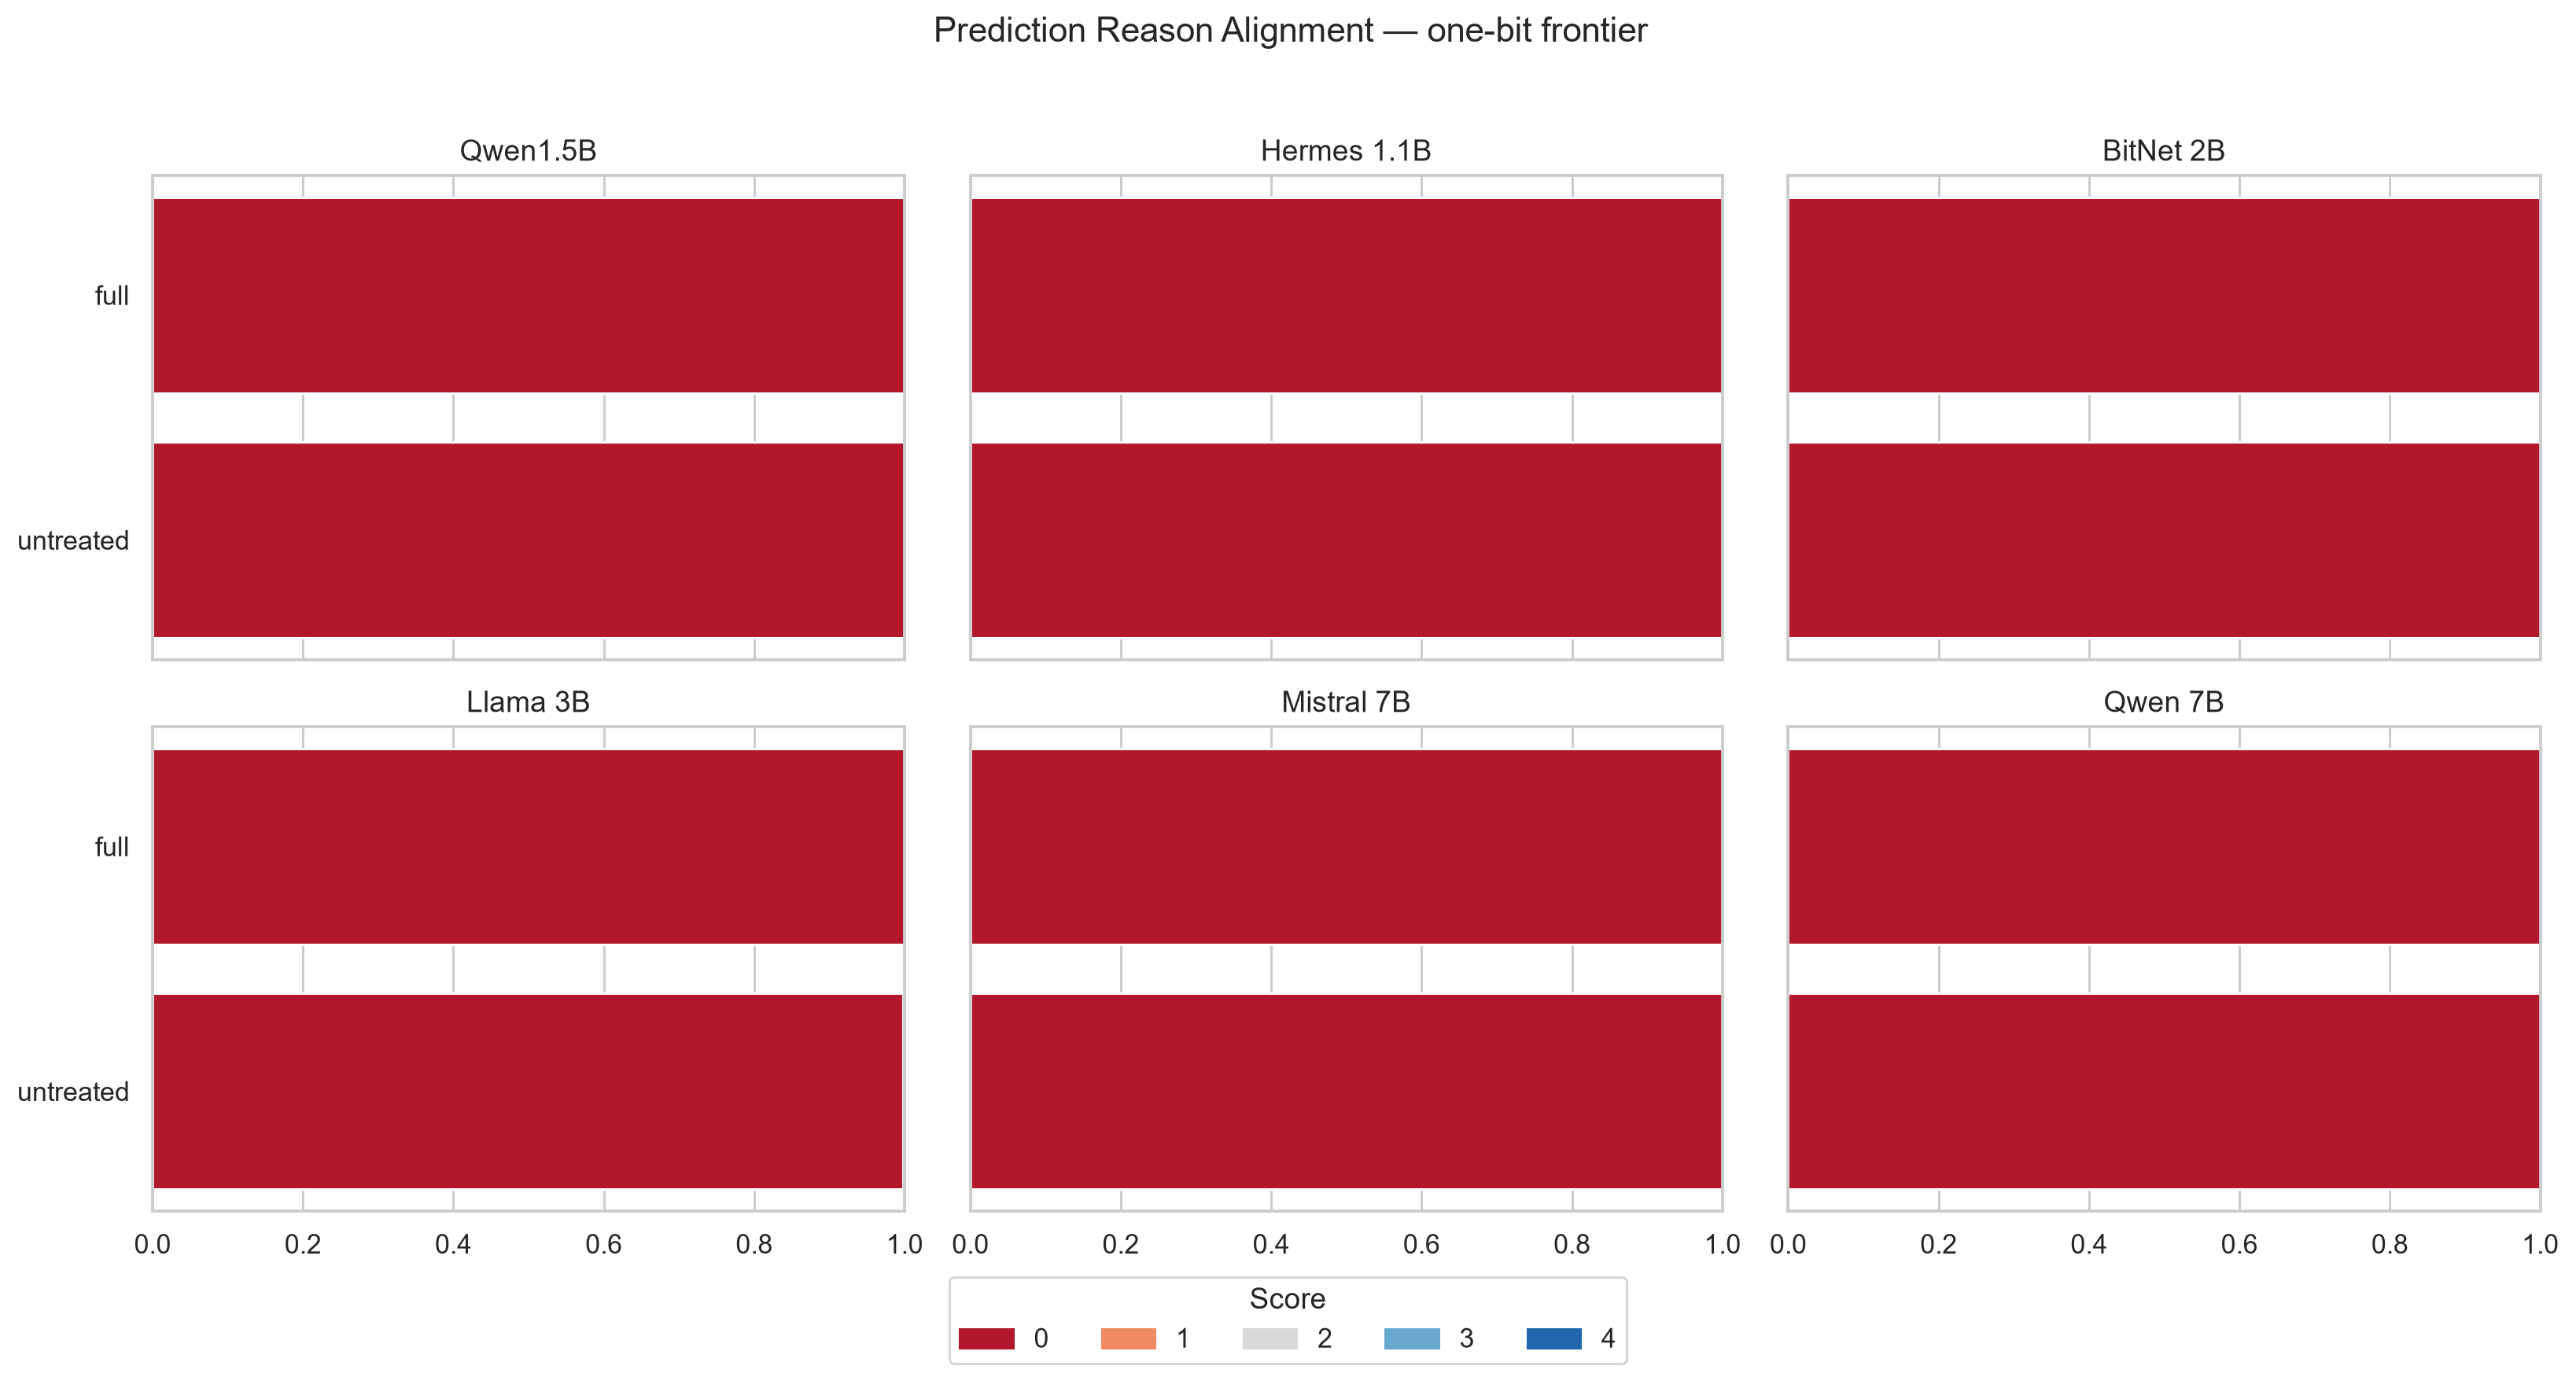 Prediction Reason Alignment — one-bit frontier
Qwen1.5B
Hermes 1.1B
BitNet 2B
full
untreated
Llama 3B
Mistral 7B
Qwen 7B
full
untreated
0.0 0.2 0.4 0.6 0.8 1.0 0.0 0.2 0.4 0.6 0.8 1.0 0.0 0.2 0.4 0.6 0.8 1.0
Score
0 1 2 3 4